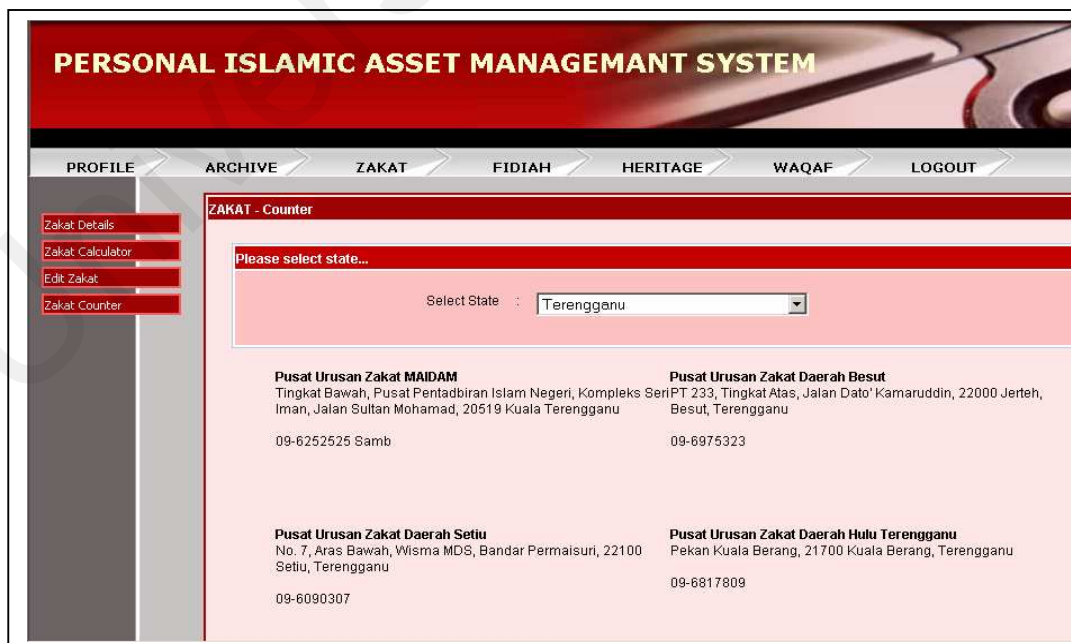 PERSONAL ISLAMIC ASSET MANAGEMANT SYSTEM
PROFILE ARCHIVE ZAKAT FIDIAH HERITAGE WAQAF LOGOUT
Zakat Details
Zakat Calculator
Edit Zakat
Zakat Counter
ZAKAT - Counter
Please select state...
Select State : Terengganu
Pusat Urusan Zakat MAIDAM
Tingkat Bawah, Pusat Pentadbiran Islam Negeri, Kompleks Seri
Iman, Jalan Sultan Mohamad, 20519 Kuala Terengganu
09-6252525 Samb
Pusat Urusan Zakat Daerah Besut
PT 233, Tingkat Atas, Jalan Dato' Kamaruddin, 22000 Jerteh,
Besut, Terengganu
09-6975323
Pusat Urusan Zakat Daerah Setiu
No. 7, Aras Bawah, Wisma MDS, Bandar Permaisuri, 22100
Setiu, Terengganu
09-6090307
Pusat Urusan Zakat Daerah Hulu Terengganu
Pekan Kuala Berang, 21700 Kuala Berang, Terengganu
09-6817809